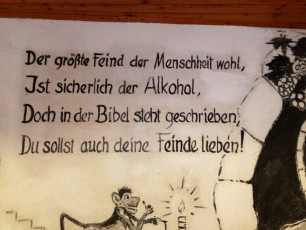 Der größte Feind der Menschheit wohl,
Ist sicherlich der Alkohol,
Doch in der Bibel steht geschrieben,
Du sollst auch deine Feinde lieben!